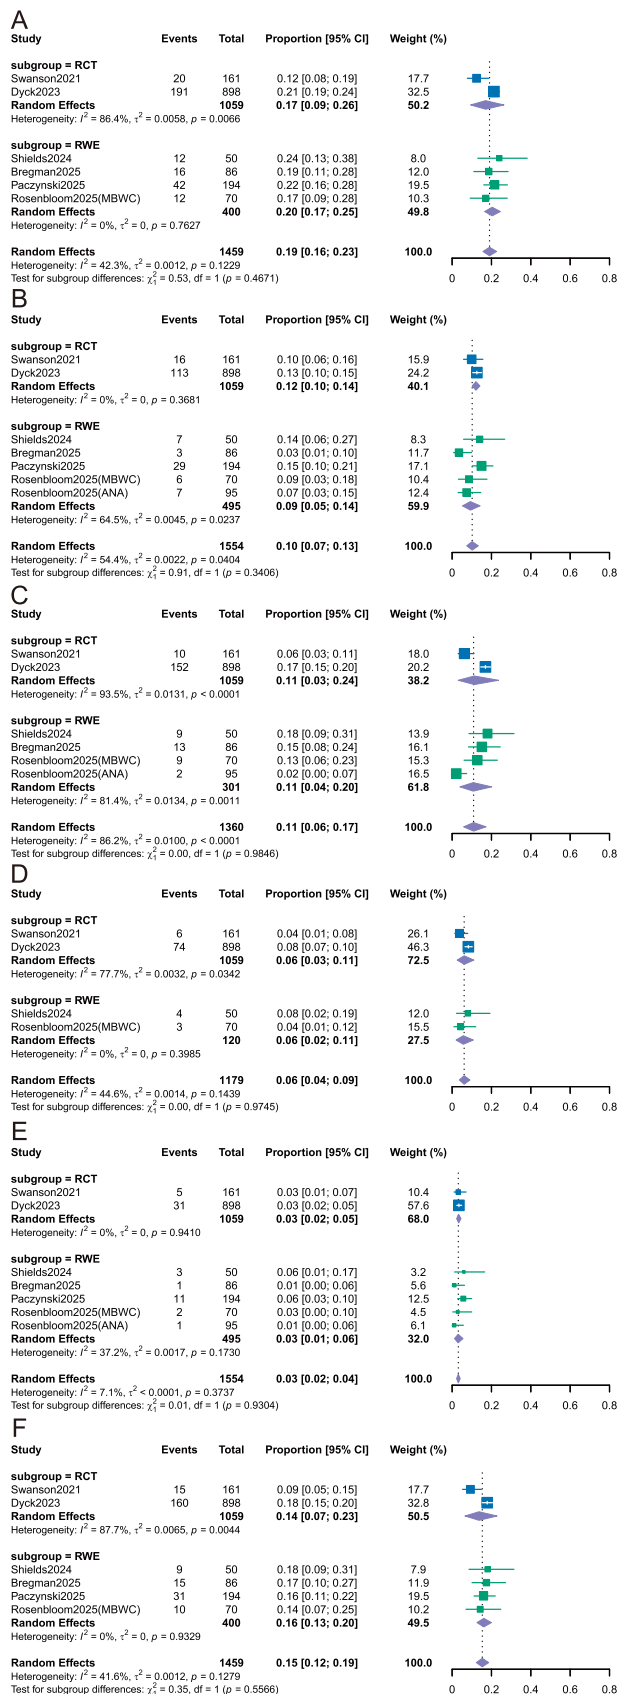 A
Study Events Total Proportion [95% CI] Weight (%)
subgroup = RCT
Swanson2021 20 161 0.12 [0.08; 0.19] 17.7
Dyck2023 191 898 0.21 [0.19; 0.24] 32.5
Random Effects 1059 0.17 [0.09; 0.26] 50.2
Heterogeneity: I² = 86.4%, τ² = 0.0058, p = 0.0066
subgroup = RWE
Shields2024 12 50 0.24 [0.13; 0.38] 8.0
Bregman2025 16 86 0.19 [0.11; 0.28] 12.0
Paczynski2025 42 194 0.22 [0.16; 0.28] 19.5
Rosenbloom2025(MBWC) 12 70 0.17 [0.09; 0.28] 10.3
Random Effects 400 0.20 [0.17; 0.25] 49.8
Heterogeneity: I² = 0%, τ² = 0, p = 0.7627
Random Effects 1459 0.19 [0.16; 0.23] 100.0
Heterogeneity: I² = 42.3%, τ² = 0.0012, p = 0.1229
Test for subgroup differences: χ²₁ = 0.53, df = 1 (p = 0.4671)
0 0.2 0.4 0.6 0.8
B
Study Events Total Proportion [95% CI] Weight (%)
subgroup = RCT
Swanson2021 16 161 0.10 [0.06; 0.16] 15.9
Dyck2023 113 898 0.13 [0.10; 0.15] 24.2
Random Effects 1059 0.12 [0.10; 0.14] 40.1
Heterogeneity: I² = 0%, τ² = 0, p = 0.3681
subgroup = RWE
Shields2024 7 50 0.14 [0.06; 0.27] 8.3
Bregman2025 3 86 0.03 [0.01; 0.10] 11.7
Paczynski2025 29 194 0.15 [0.10; 0.21] 17.1
Rosenbloom2025(MBWC) 6 70 0.09 [0.03; 0.18] 10.4
Rosenbloom2025(ANA) 7 95 0.07 [0.03; 0.15] 12.4
Random Effects 495 0.09 [0.05; 0.14] 59.9
Heterogeneity: I² = 64.5%, τ² = 0.0045, p = 0.0237
Random Effects 1554 0.10 [0.07; 0.13] 100.0
Heterogeneity: I² = 54.4%, τ² = 0.0022, p = 0.0404
Test for subgroup differences: χ²₁ = 0.91, df = 1 (p = 0.3406)
0 0.2 0.4 0.6 0.8
C
Study Events Total Proportion [95% CI] Weight (%)
subgroup = RCT
Swanson2021 10 161 0.06 [0.03; 0.11] 18.0
Dyck2023 152 898 0.17 [0.15; 0.20] 20.2
Random Effects 1059 0.11 [0.03; 0.24] 38.2
Heterogeneity: I² = 93.5%, τ² = 0.0131, p < 0.0001
subgroup = RWE
Shields2024 9 50 0.18 [0.09; 0.31] 13.9
Bregman2025 13 86 0.15 [0.08; 0.24] 16.1
Rosenbloom2025(MBWC) 9 70 0.13 [0.06; 0.23] 15.3
Rosenbloom2025(ANA) 2 95 0.02 [0.00; 0.07] 16.5
Random Effects 301 0.11 [0.04; 0.20] 61.8
Heterogeneity: I² = 81.4%, τ² = 0.0134, p = 0.0011
Random Effects 1360 0.11 [0.06; 0.17] 100.0
Heterogeneity: I² = 86.2%, τ² = 0.0100, p < 0.0001
Test for subgroup differences: χ²₁ = 0.00, df = 1 (p = 0.9846)
0 0.2 0.4 0.6 0.8
D
Study Events Total Proportion [95% CI] Weight (%)
subgroup = RCT
Swanson2021 6 161 0.04 [0.01; 0.08] 26.1
Dyck2023 74 898 0.08 [0.07; 0.10] 46.3
Random Effects 1059 0.06 [0.03; 0.11] 72.5
Heterogeneity: I² = 77.7%, τ² = 0.0032, p = 0.0342
subgroup = RWE
Shields2024 4 50 0.08 [0.02; 0.19] 12.0
Rosenbloom2025(MBWC) 3 70 0.04 [0.01; 0.12] 15.5
Random Effects 120 0.06 [0.02; 0.11] 27.5
Heterogeneity: I² = 0%, τ² = 0, p = 0.3985
Random Effects 1179 0.06 [0.04; 0.09] 100.0
Heterogeneity: I² = 44.6%, τ² = 0.0014, p = 0.1439
Test for subgroup differences: χ²₁ = 0.00, df = 1 (p = 0.9745)
0 0.2 0.4 0.6 0.8
E
Study Events Total Proportion [95% CI] Weight (%)
subgroup = RCT
Swanson2021 5 161 0.03 [0.01; 0.07] 10.4
Dyck2023 31 898 0.03 [0.02; 0.05] 57.6
Random Effects 1059 0.03 [0.02; 0.05] 68.0
Heterogeneity: I² = 0%, τ² = 0, p = 0.9410
subgroup = RWE
Shields2024 3 50 0.06 [0.01; 0.17] 3.2
Bregman2025 1 86 0.01 [0.00; 0.06] 5.6
Paczynski2025 11 194 0.06 [0.03; 0.10] 12.5
Rosenbloom2025(MBWC) 2 70 0.03 [0.00; 0.10] 4.5
Rosenbloom2025(ANA) 1 95 0.01 [0.00; 0.06] 6.1
Random Effects 495 0.03 [0.01; 0.06] 32.0
Heterogeneity: I² = 37.2%, τ² = 0.0017, p = 0.1730
Random Effects 1554 0.03 [0.02; 0.04] 100.0
Heterogeneity: I² = 7.1%, τ² < 0.0001, p = 0.3737
Test for subgroup differences: χ²₁ = 0.01, df = 1 (p = 0.9304)
0 0.2 0.4 0.6 0.8
F
Study Events Total Proportion [95% CI] Weight (%)
subgroup = RCT
Swanson2021 15 161 0.09 [0.05; 0.15] 17.7
Dyck2023 160 898 0.18 [0.15; 0.20] 32.8
Random Effects 1059 0.14 [0.07; 0.23] 50.5
Heterogeneity: I² = 87.7%, τ² = 0.0065, p = 0.0044
subgroup = RWE
Shields2024 9 50 0.18 [0.09; 0.31] 7.9
Bregman2025 15 86 0.17 [0.10; 0.27] 11.9
Paczynski2025 31 194 0.16 [0.11; 0.22] 19.5
Rosenbloom2025(MBWC) 10 70 0.14 [0.07; 0.25] 10.2
Random Effects 400 0.16 [0.13; 0.20] 49.5
Heterogeneity: I² = 0%, τ² = 0, p = 0.9329
Random Effects 1459 0.15 [0.12; 0.19] 100.0
Heterogeneity: I² = 41.6%, τ² = 0.0012, p = 0.1279
Test for subgroup differences: χ²₁ = 0.35, df = 1 (p = 0.5566)
0 0.2 0.4 0.6 0.8